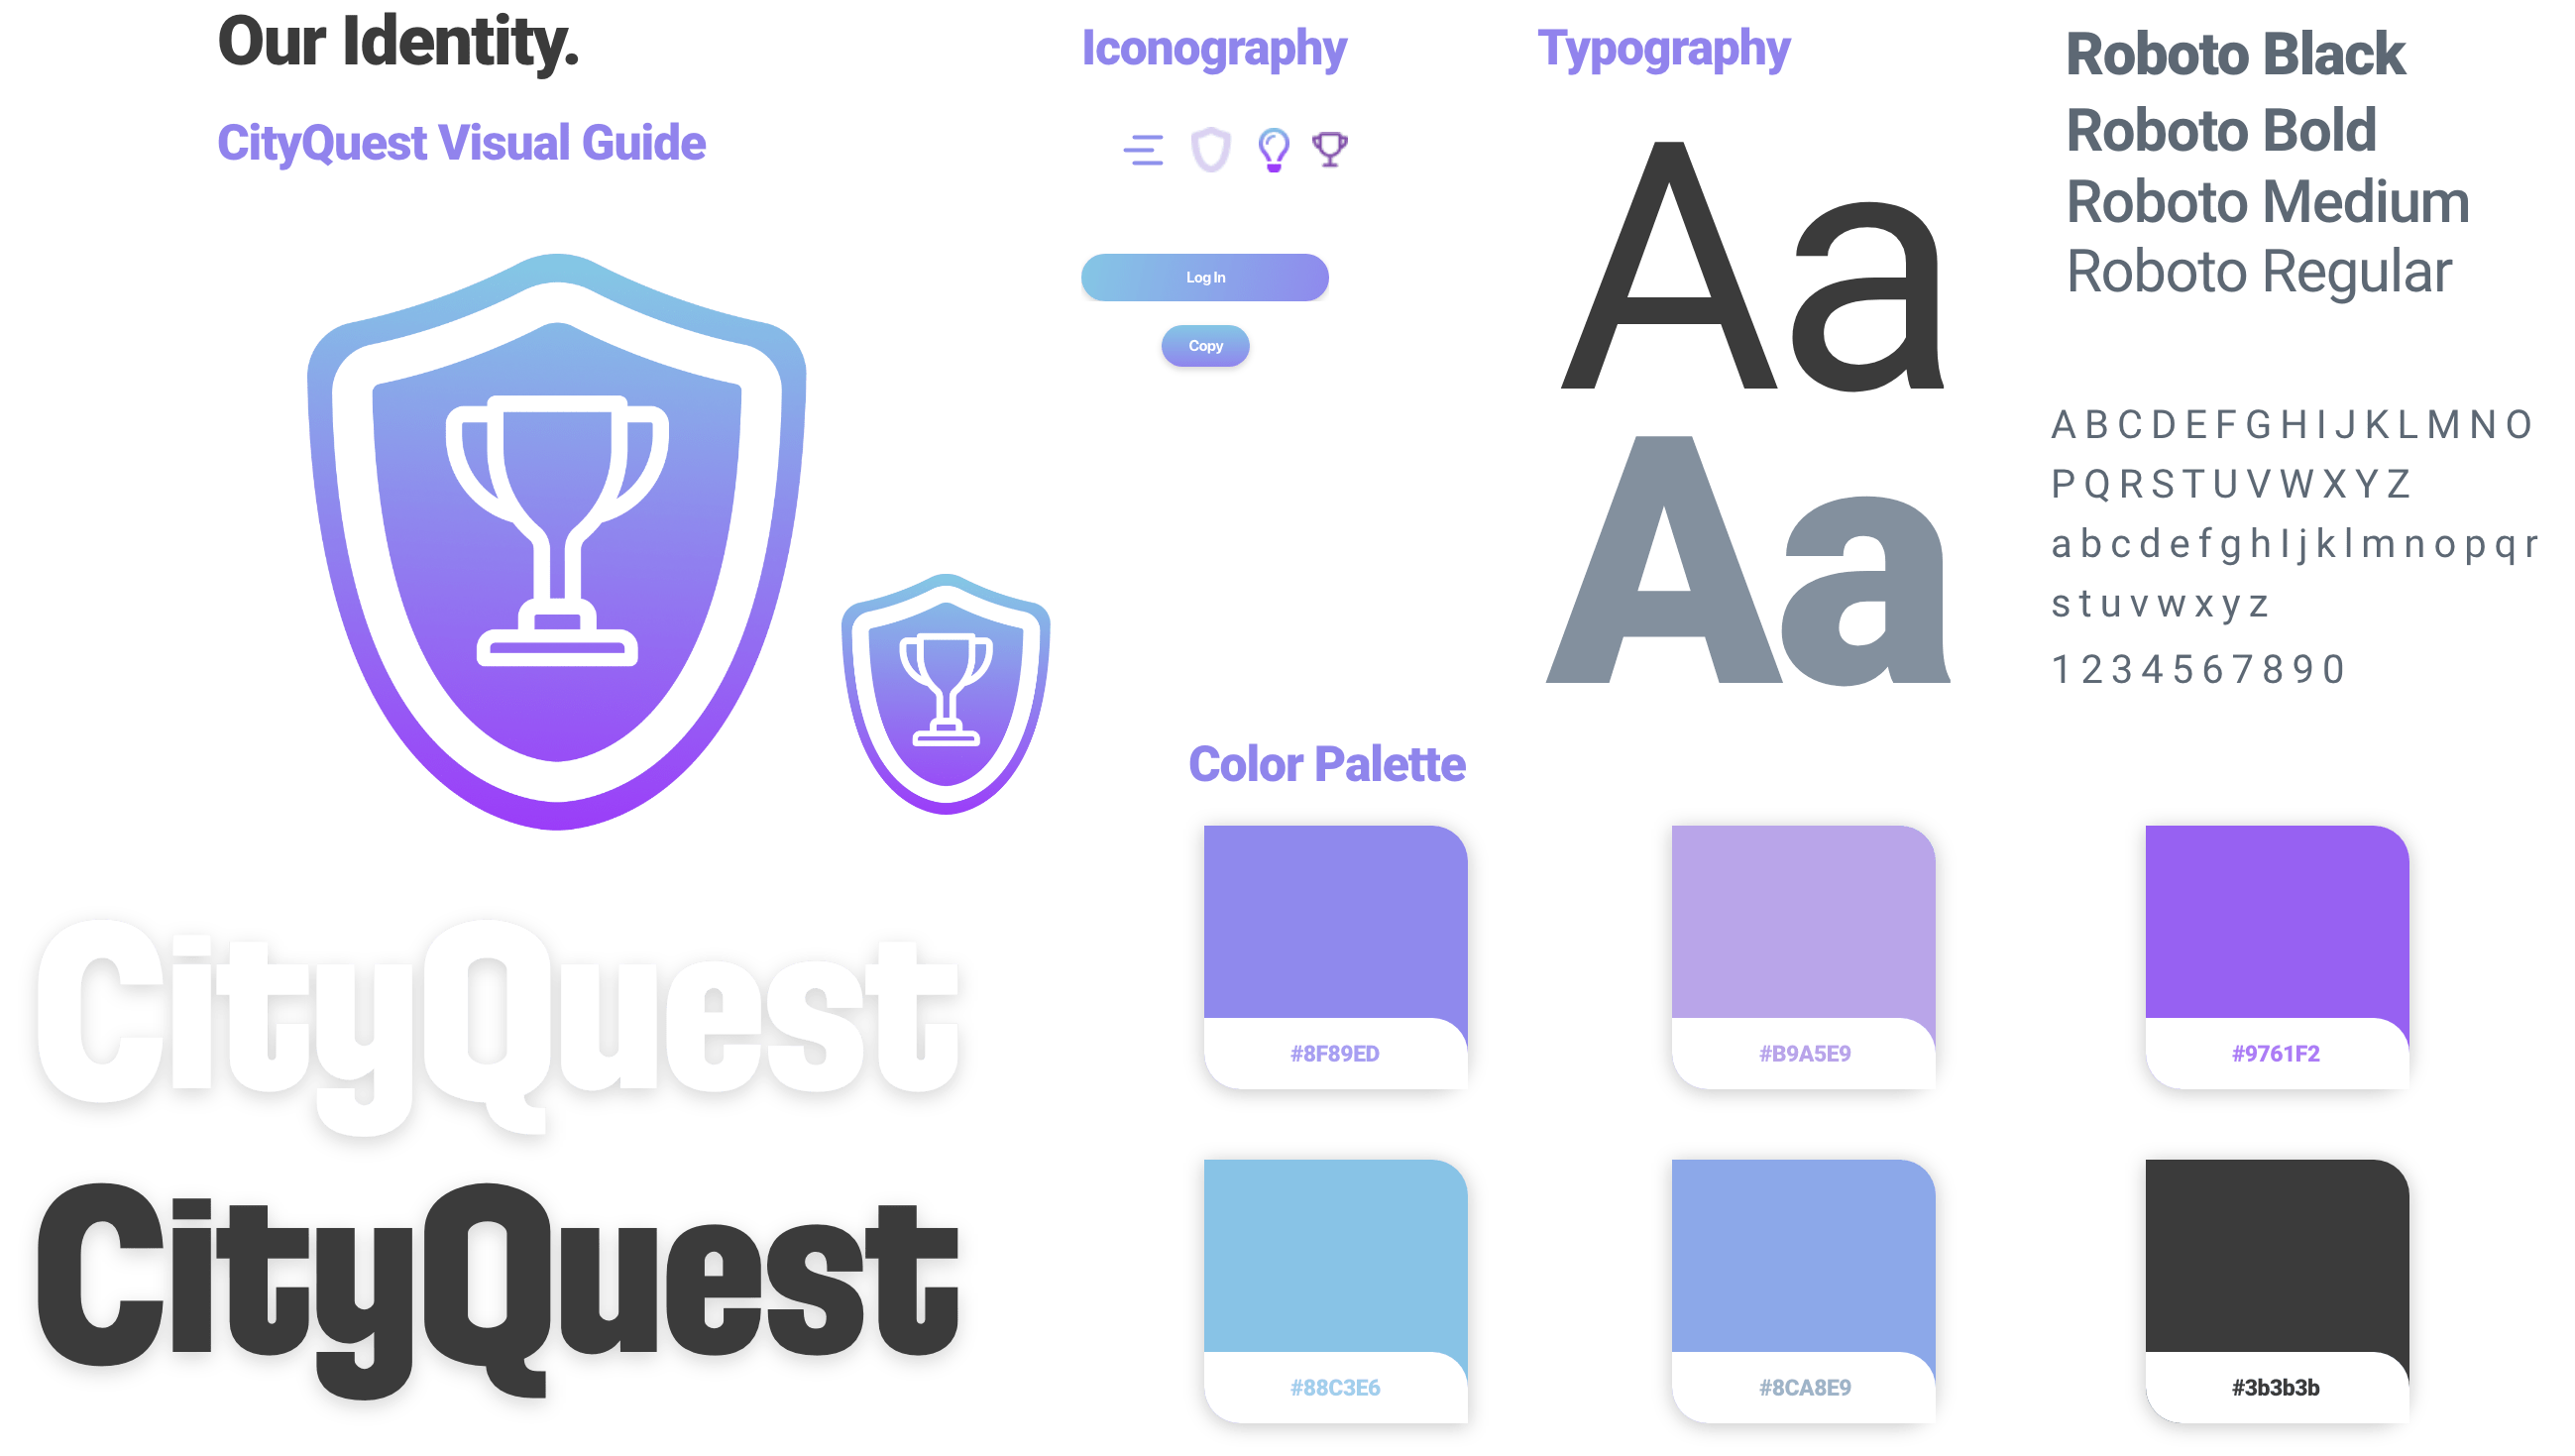 Our Identity.
CityQuest Visual Guide
CityQuest
CityQuest
Iconography
Log In
Copy
Typography
Aa
Aa
Roboto Black
Roboto Bold
Roboto Medium
Roboto Regular
A B C D E F G H I J K L M N O
P Q R S T U V W X Y Z
a b c d e f g h I j k l m n o p q r
s t u v w x y z
1 2 3 4 5 6 7 8 9 0
Color Palette
#8F89ED
#B9A5E9
#9761F2
#88C3E6
#8CA8E9
#3b3b3b